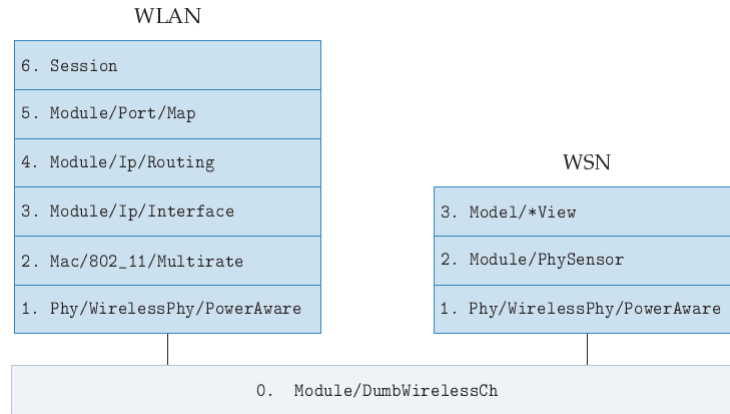 WLAN
6. Session
5. Module/Port/Map
4. Module/Ip/Routing
3. Module/Ip/Interface
2. Mac/802_11/Multirate
1. Phy/WirelessPhy/PowerAware
WSN
3. Model/*View
2. Module/PhySensor
1. Phy/WirelessPhy/PowerAware
0. Module/DumbWirelessCh